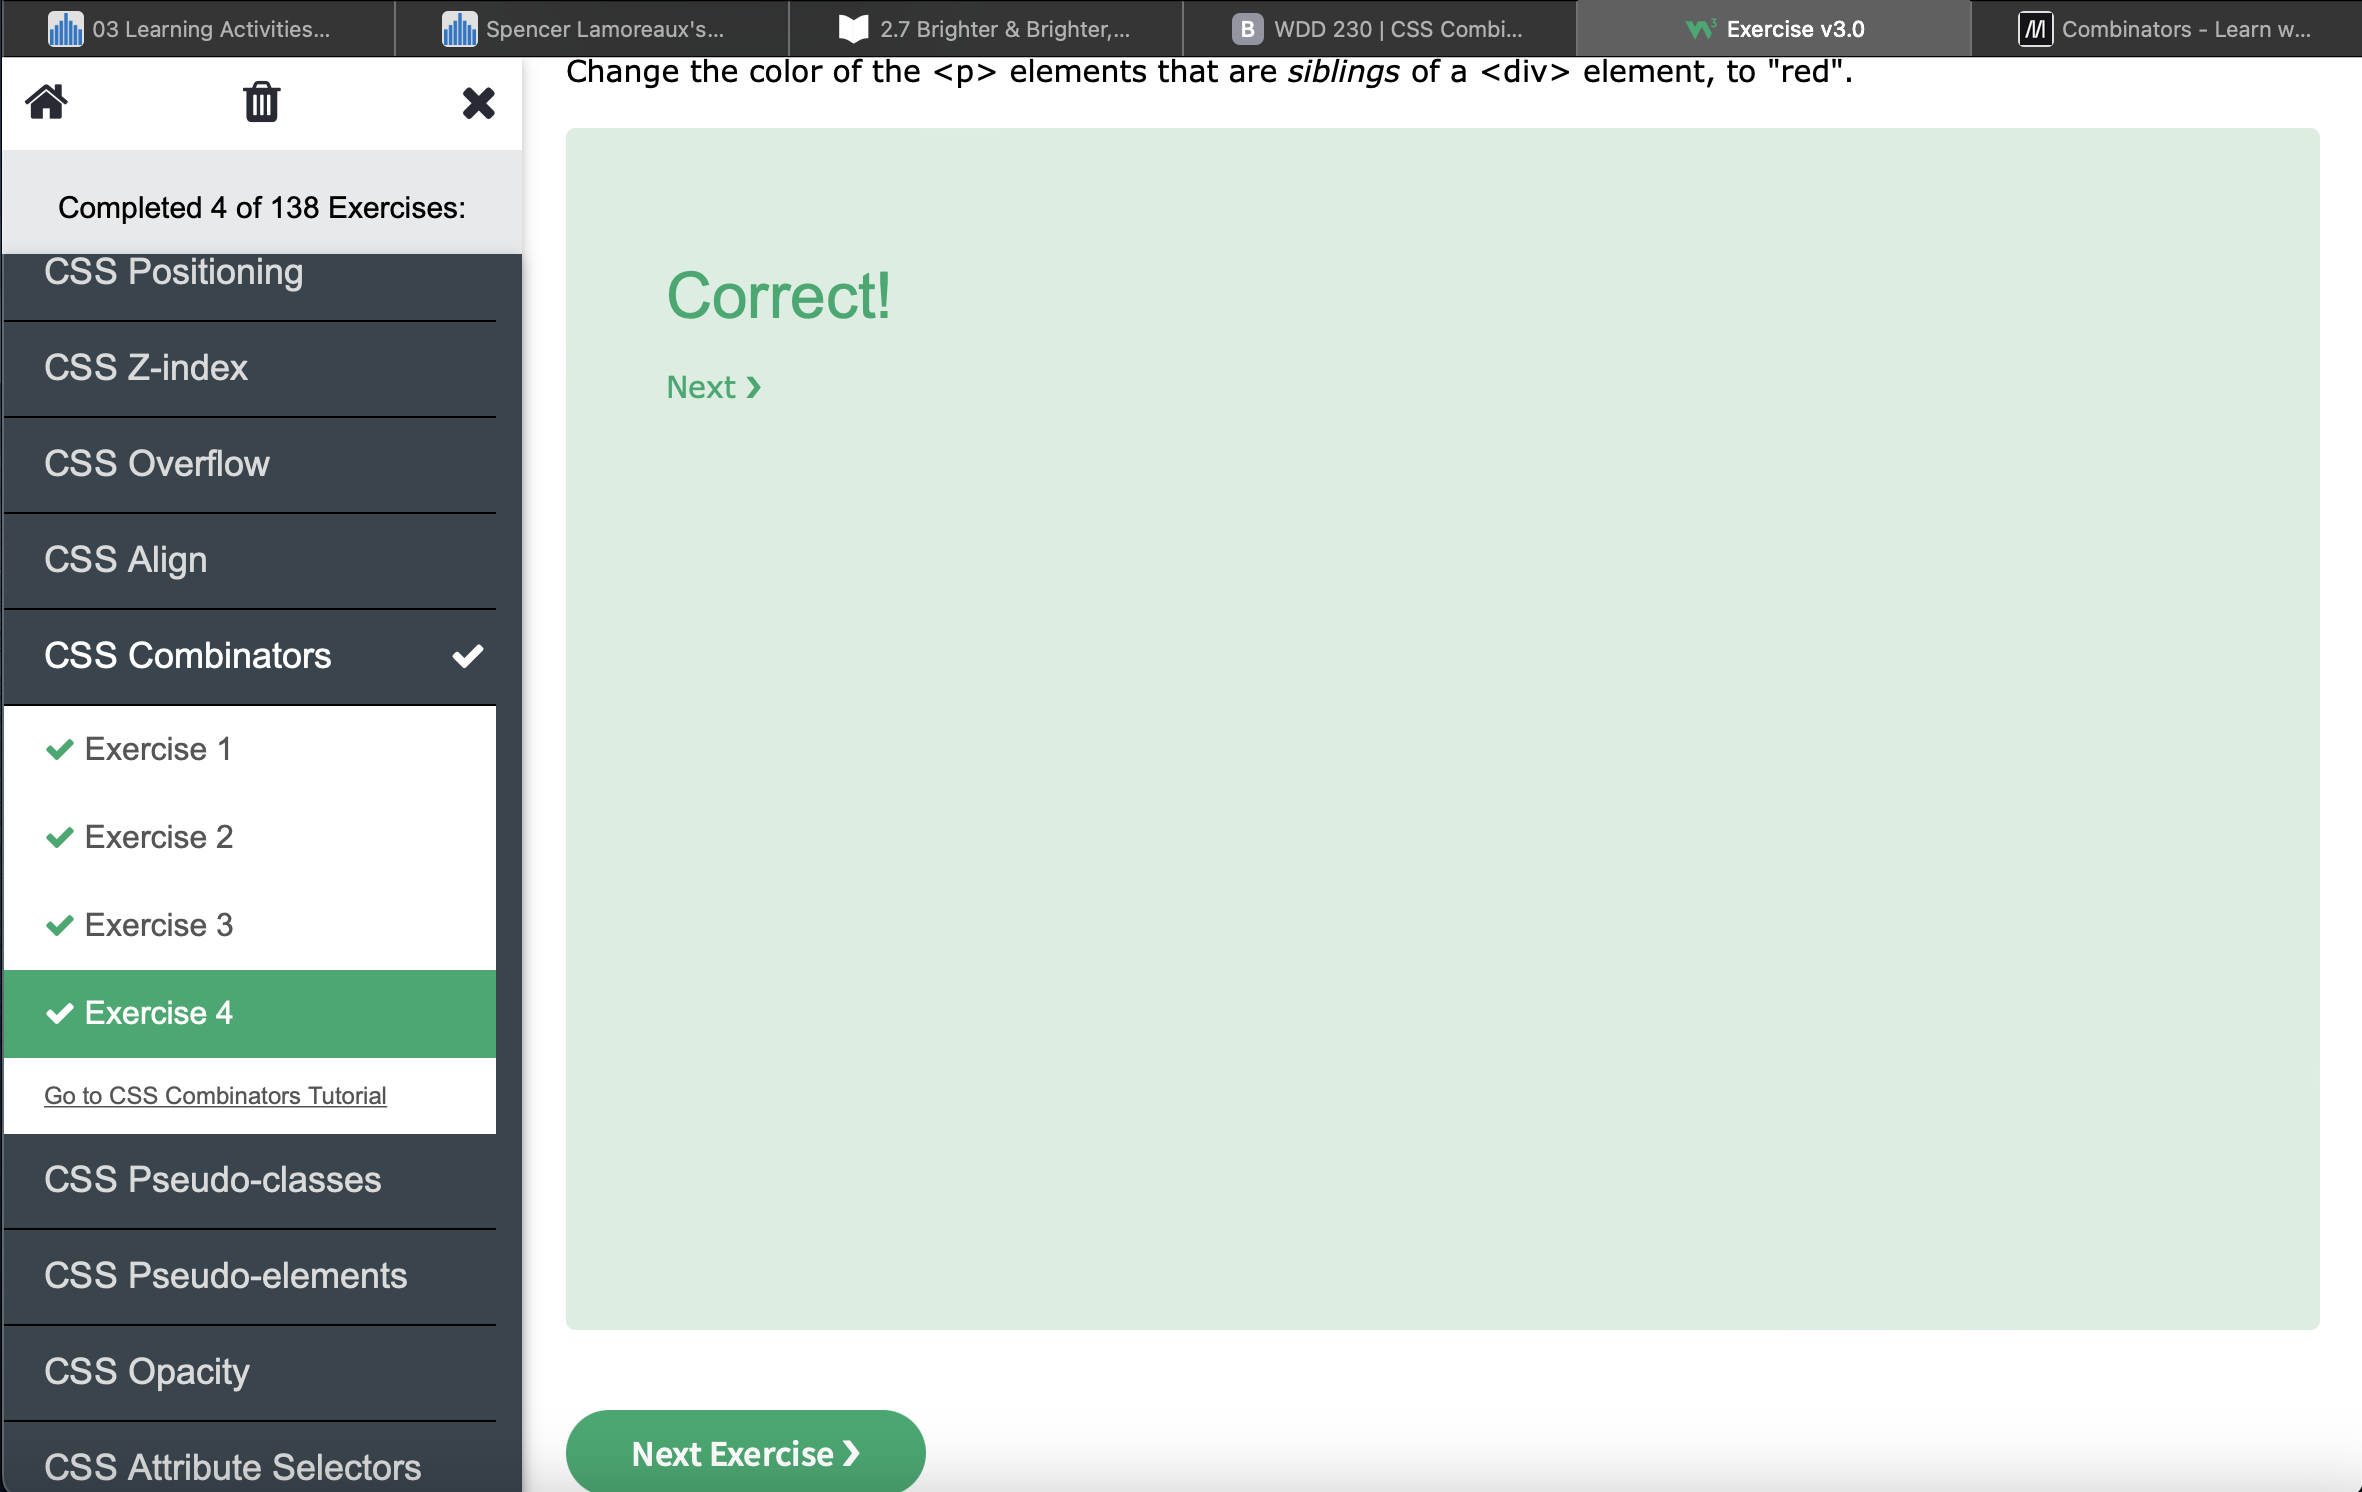 03 Learning Activities...
Spencer Lamoreaux's...
2.7 Brighter & Brighter,...
B WDD 230 | CSS Combi...
Exercise v3.0
Combinators - Learn w...
Completed 4 of 138 Exercises:
CSS Positioning
CSS Z-index
CSS Overflow
CSS Align
CSS Combinators
Exercise 1
Exercise 2
Exercise 3
Exercise 4
Go to CSS Combinators Tutorial
CSS Pseudo-classes
CSS Pseudo-elements
CSS Opacity
CSS Attribute Selectors
Change the color of the <p> elements that are siblings of a <div> element, to "red".
Correct!
Next ❯
Next Exercise ❯